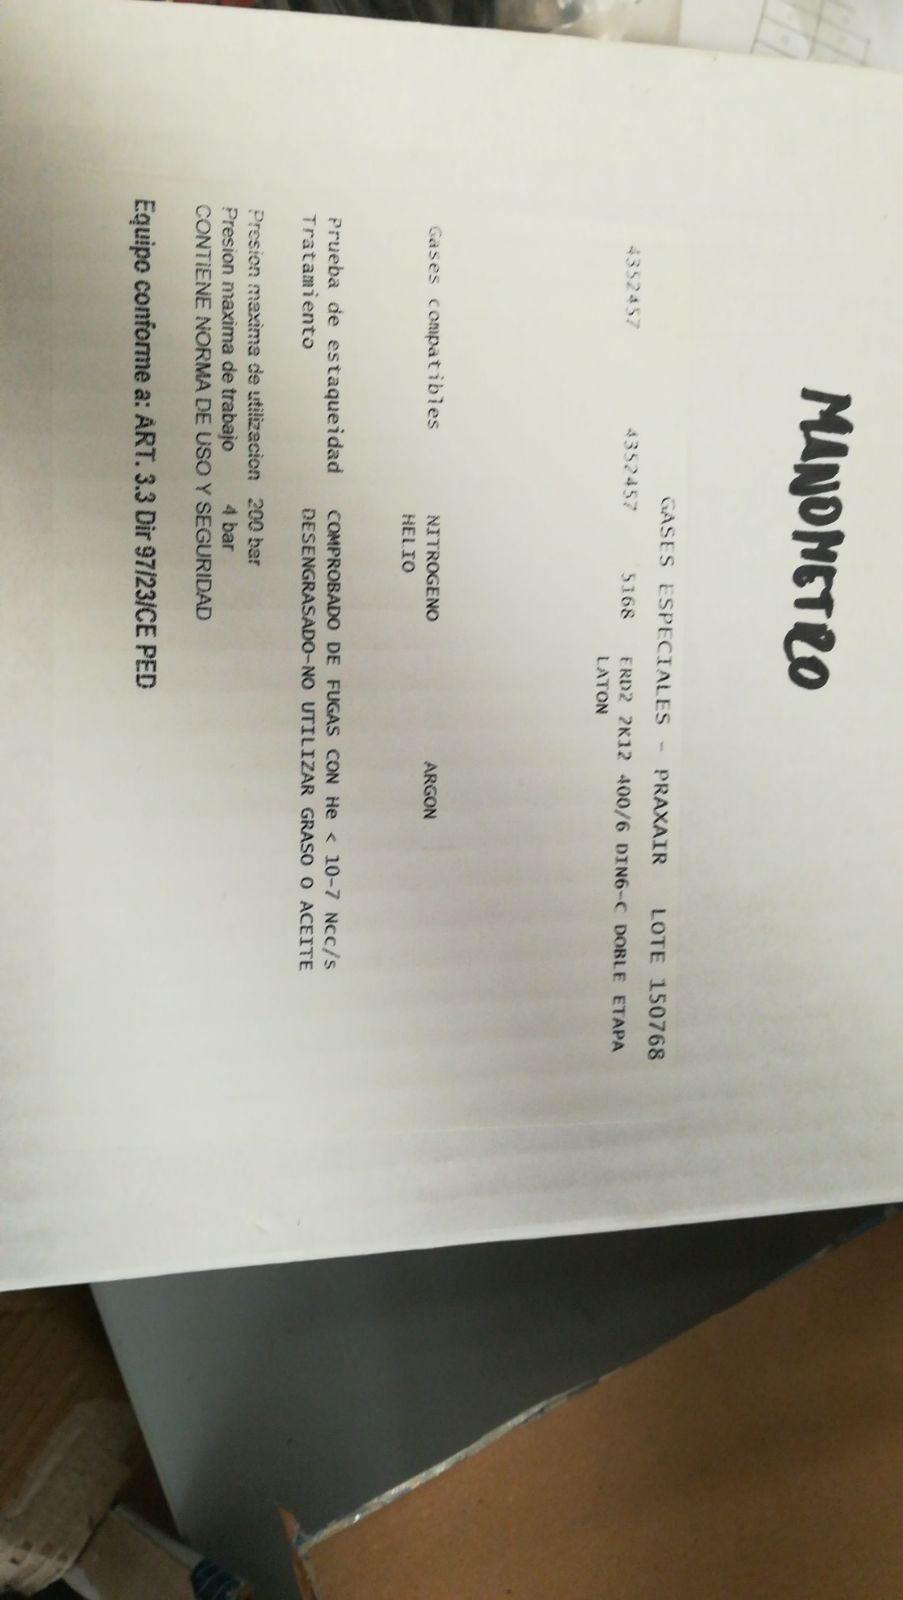 MANOMETRO
GASES ESPECIALES - PRAXAIR LOTE 150768
4352457 4352457 5168 ERD2 2K12 400/6 DIN6-C DOBLE ETAPA
LATON
Gases compatibles NITROGENO ARGON
HELIO
Prueba de estaqueidad COMPROBADO DE FUGAS CON He < 10-7 Ncc/s
Tratamiento DESENGRASADO-NO UTILIZAR GRASO O ACEITE
Presion maxima de utilizacion 200 bar
Presion maxima de trabajo 4 bar
CONTIENE NORMA DE USO Y SEGURIDAD
Equipo conforme a: ART. 3.3 Dir 97/23/CE PED